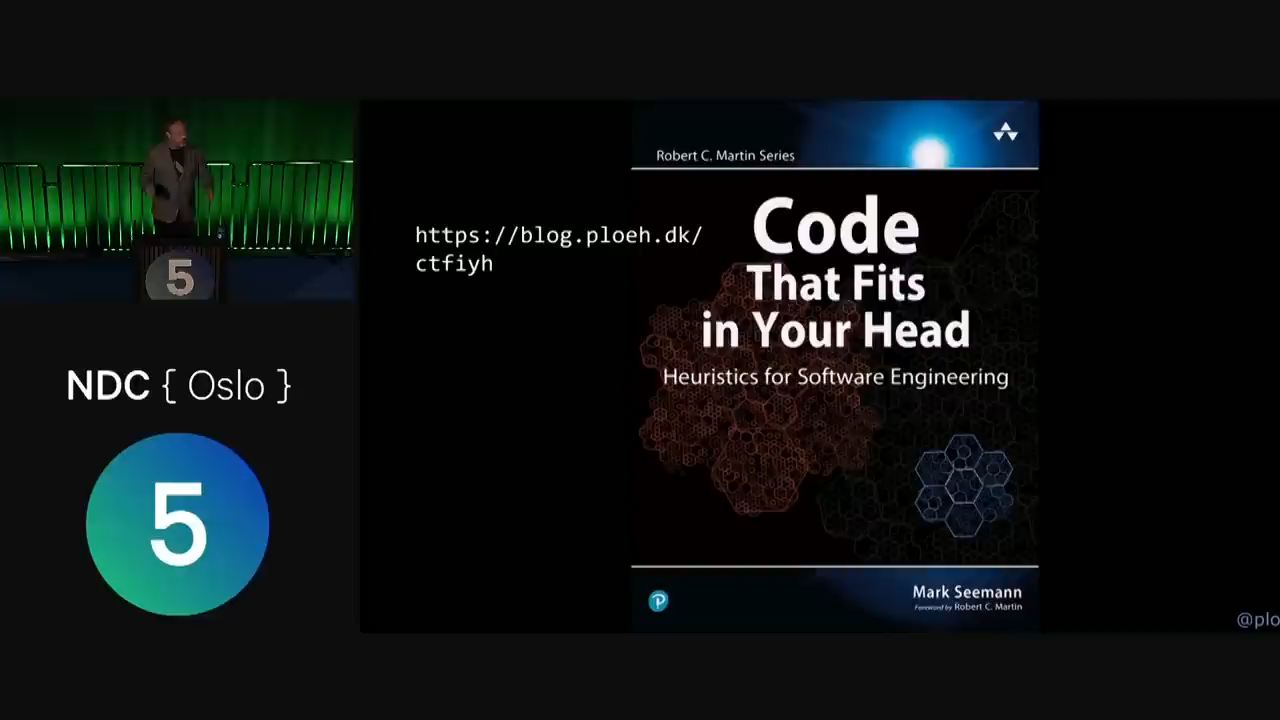 5
NDC { Oslo }
5
https://blog.ploeh.dk/
ctfiyh
Robert C. Martin Series
Code
That Fits
in Your Head
Heuristics for Software Engineering
P
Mark Seemann
Foreword by Robert C. Martin
@plo